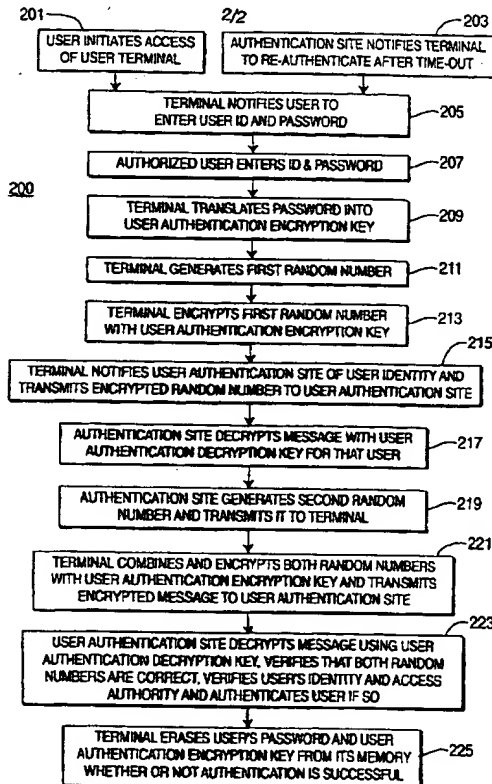 201
2/2
203
USER INITIATES ACCESS
OF USER TERMINAL
AUTHENTICATION SITE NOTIFIES TERMINAL
TO RE-AUTHENTICATE AFTER TIME-OUT
TERMINAL NOTIFIES USER TO
ENTER USER ID AND PASSWORD
205
AUTHORIZED USER ENTERS ID & PASSWORD
207
200
TERMINAL TRANSLATES PASSWORD INTO
USER AUTHENTICATION ENCRYPTION KEY
209
TERMINAL GENERATES FIRST RANDOM NUMBER
211
TERMINAL ENCRYPTS FIRST RANDOM NUMBER
WITH USER AUTHENTICATION ENCRYPTION KEY
213
215
TERMINAL NOTIFIES USER AUTHENTICATION SITE OF USER IDENTITY AND
TRANSMITS ENCRYPTED RANDOM NUMBER TO USER AUTHENTICATION SITE
AUTHENTICATION SITE DECRYPTS MESSAGE WITH USER
AUTHENTICATION DECRYPTION KEY FOR THAT USER
217
AUTHENTICATION SITE GENERATES SECOND RANDOM
NUMBER AND TRANSMITS IT TO TERMINAL
219
221
TERMINAL COMBINES AND ENCRYPTS BOTH RANDOM NUMBERS
WITH USER AUTHENTICATION ENCRYPTION KEY AND TRANSMITS
ENCRYPTED MESSAGE TO USER AUTHENTICATION SITE
223
USER AUTHENTICATION SITE DECRYPTS MESSAGE USING USER
AUTHENTICATION DECRYPTION KEY, VERIFIES THAT BOTH RANDOM
NUMBERS ARE CORRECT, VERIFIES USER'S IDENTITY AND ACCESS
AUTHORITY AND AUTHENTICATES USER IF SO
TERMINAL ERASES USER'S PASSWORD AND USER
AUTHENTICATION ENCRYPTION KEY FROM ITS MEMORY
WHETHER OR NOT AUTHENTICATION IS SUCCESSFUL
225